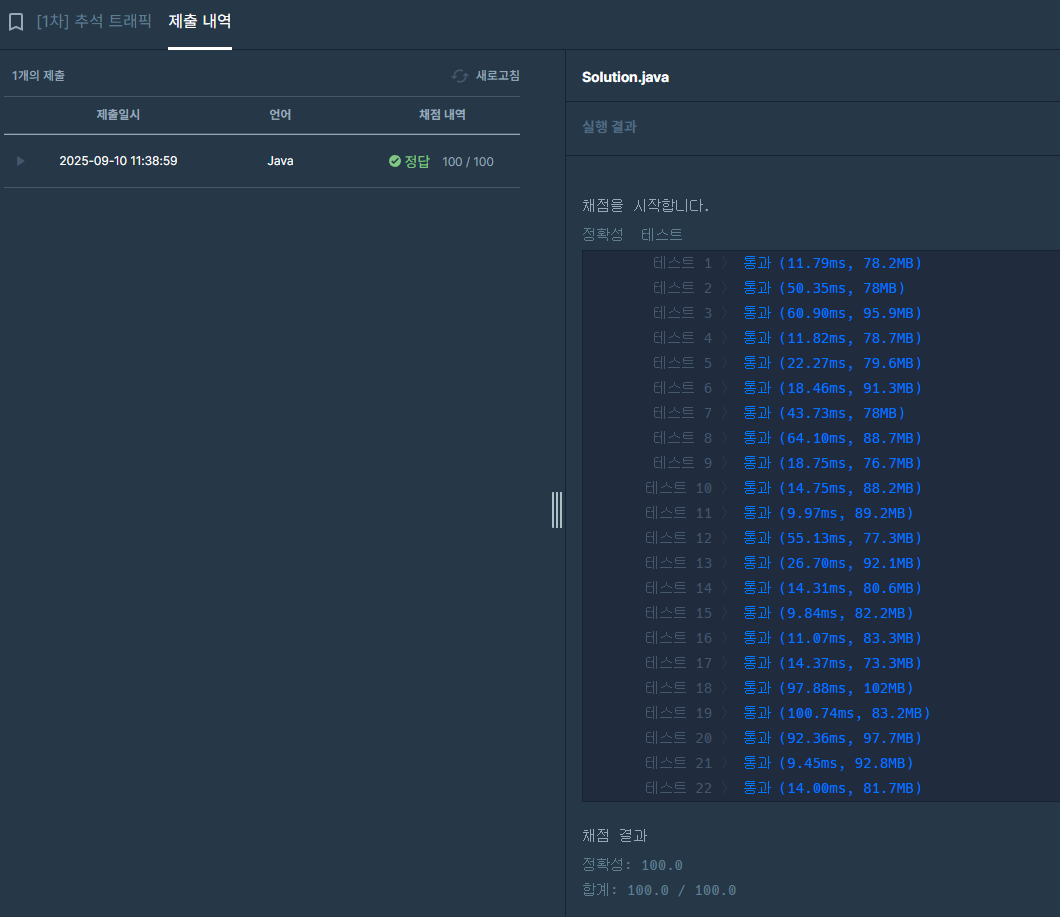 [1차] 추석 트래픽 제출 내역
1개의 제출 새로고침
제출일시 언어 채점 내역
2025-09-10 11:38:59 Java 정답 100 / 100
Solution.java
실행 결과
채점을 시작합니다.
정확성 테스트
테스트 1 〉 통과 (11.79ms, 78.2MB)
테스트 2 〉 통과 (50.35ms, 78MB)
테스트 3 〉 통과 (60.90ms, 95.9MB)
테스트 4 〉 통과 (11.82ms, 78.7MB)
테스트 5 〉 통과 (22.27ms, 79.6MB)
테스트 6 〉 통과 (18.46ms, 91.3MB)
테스트 7 〉 통과 (43.73ms, 78MB)
테스트 8 〉 통과 (64.10ms, 88.7MB)
테스트 9 〉 통과 (18.75ms, 76.7MB)
테스트 10 〉 통과 (14.75ms, 88.2MB)
테스트 11 〉 통과 (9.97ms, 89.2MB)
테스트 12 〉 통과 (55.13ms, 77.3MB)
테스트 13 〉 통과 (26.70ms, 92.1MB)
테스트 14 〉 통과 (14.31ms, 80.6MB)
테스트 15 〉 통과 (9.84ms, 82.2MB)
테스트 16 〉 통과 (11.07ms, 83.3MB)
테스트 17 〉 통과 (14.37ms, 73.3MB)
테스트 18 〉 통과 (97.88ms, 102MB)
테스트 19 〉 통과 (100.74ms, 83.2MB)
테스트 20 〉 통과 (92.36ms, 97.7MB)
테스트 21 〉 통과 (9.45ms, 92.8MB)
테스트 22 〉 통과 (14.00ms, 81.7MB)
채점 결과
정확성: 100.0
합계: 100.0 / 100.0